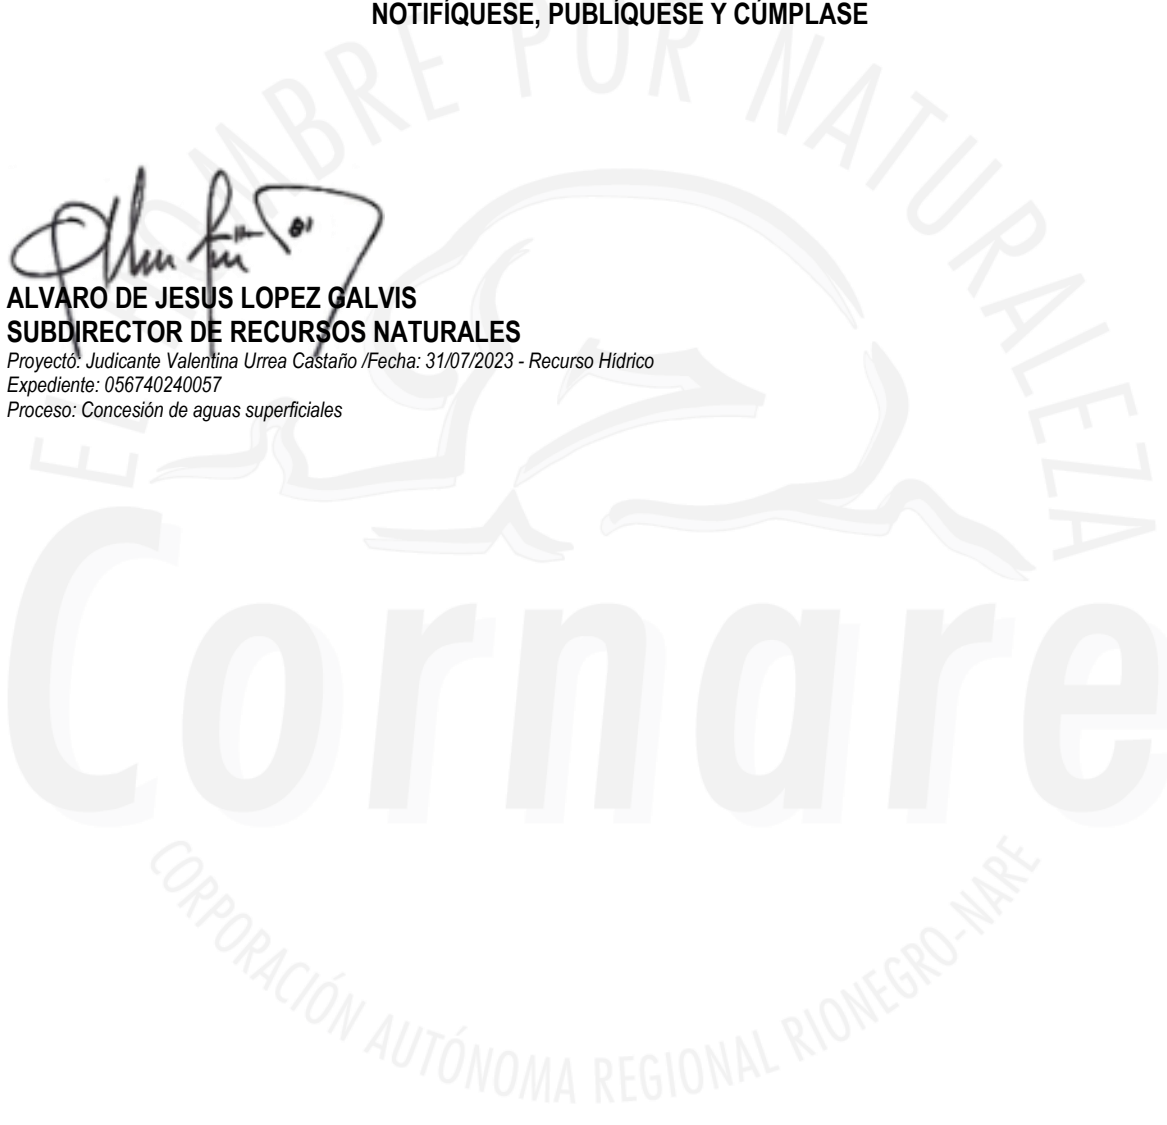 NOTIFÍQUESE, PUBLÍQUESE Y CÚMPLASE
ALVARO DE JESUS LOPEZ GALVIS
SUBDIRECTOR DE RECURSOS NATURALES
Proyectó: Judicante Valentina Urrea Castaño /Fecha: 31/07/2023 - Recurso Hídrico
Expediente: 056740240057
Proceso: Concesión de aguas superficiales
POR NATURALEZA
Cornare
CORPORACIÓN AUTÓNOMA REGIONAL RIONEGRO-NARE